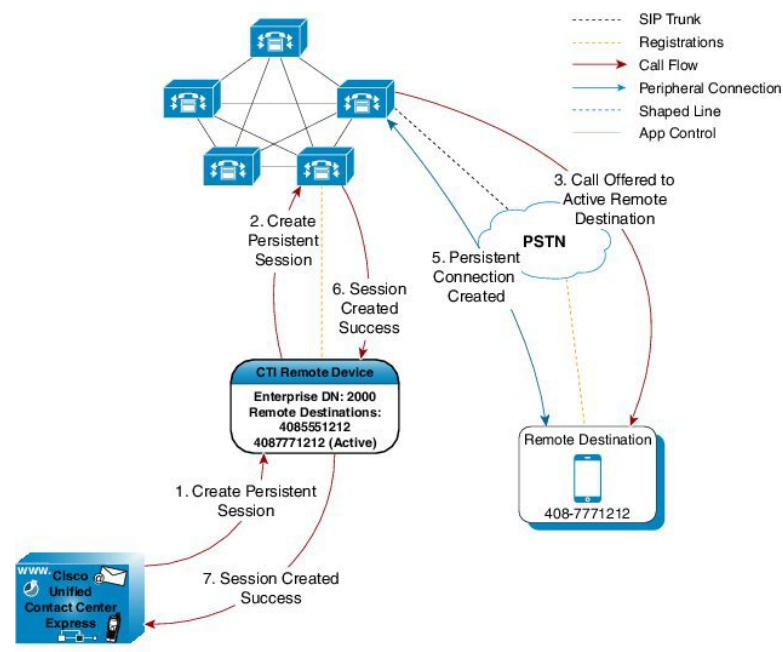 SIP Trunk
Registrations
Call Flow
Peripheral Connection
Shaped Line
App Control
3. Call Offered to
Active Remote
Destination
PSTN
2. Create
Persistent
Session
5. Persistent
Connection
Created
6. Session
Created
Success
CTI Remote Device
Enterprise DN: 2000
Remote Destinations:
4085551212
4087771212 (Active)
Remote Destination
408-7771212
1. Create Persistent
Session
7. Session Created
Success
www.
Cisco
Unified
Contact Center
Express
@